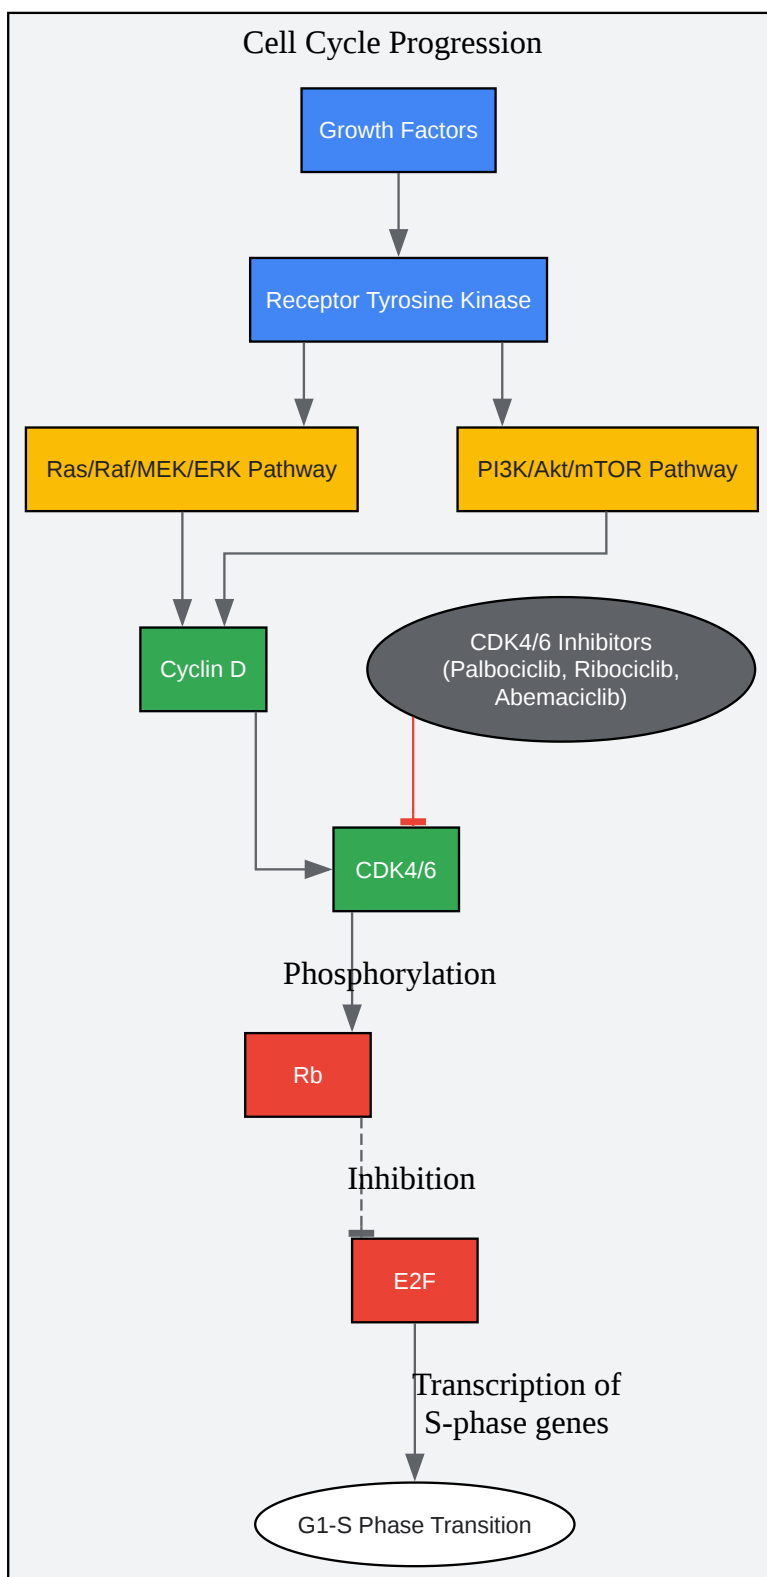 Cell Cycle Progression
Growth Factors
Receptor Tyrosine Kinase
Ras/Raf/MEK/ERK Pathway
PI3K/Akt/mTOR Pathway
Cyclin D
CDK4/6 Inhibitors
(Palbociclib, Ribociclib,
Abemaciclib)
CDK4/6
Phosphorylation
Rb
Inhibition
E2F
Transcription of
S-phase genes
G1-S Phase Transition